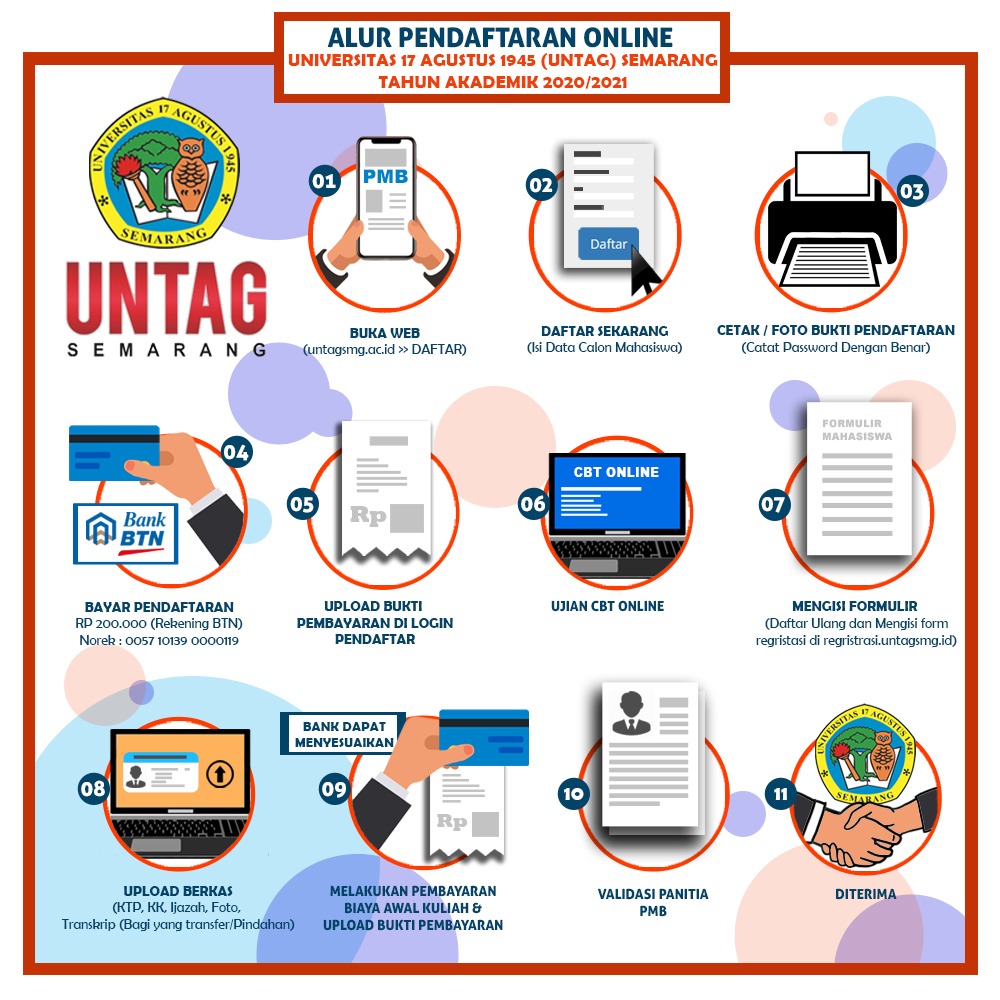 ALUR PENDAFTARAN ONLINE
UNIVERSITAS 17 AGUSTUS 1945 (UNTAG) SEMARANG
TAHUN AKADEMIK 2020/2021
UNIVERSITAS 17 AGUSTUS 1945
SEMARANG
UNTAG
SEMARANG
01
PMB
BUKA WEB
(untagsmg.ac.id >> DAFTAR)
02
Daftar
DAFTAR SEKARANG
(Isi Data Calon Mahasiswa)
03
CETAK / FOTO BUKTI PENDAFTARAN
(Catat Password Dengan Benar)
04
Bank
BTN
BAYAR PENDAFTARAN
RP 200.000 (Rekening BTN)
Norek : 0057 10139 0000119
05
Rp
UPLOAD BUKTI
PEMBAYARAN DI LOGIN
PENDAFTAR
06
CBT ONLINE
UJIAN CBT ONLINE
07
FORMULIR
MAHASISWA
MENGISI FORMULIR
(Daftar Ulang dan Mengisi form
regristasi di regristrasi.untagsmg.id)
08
UPLOAD BERKAS
(KTP, KK, Ijazah, Foto,
Transkrip (Bagi yang transfer/Pindahan)
BANK DAPAT
MENYESUAIKAN
09
Rp
MELAKUKAN PEMBAYARAN
BIAYA AWAL KULIAH &
UPLOAD BUKTI PEMBAYARAN
10
VALIDASI PANITIA
PMB
11
UNIVERSITAS 17 AGUSTUS 1945
SEMARANG
DITERIMA